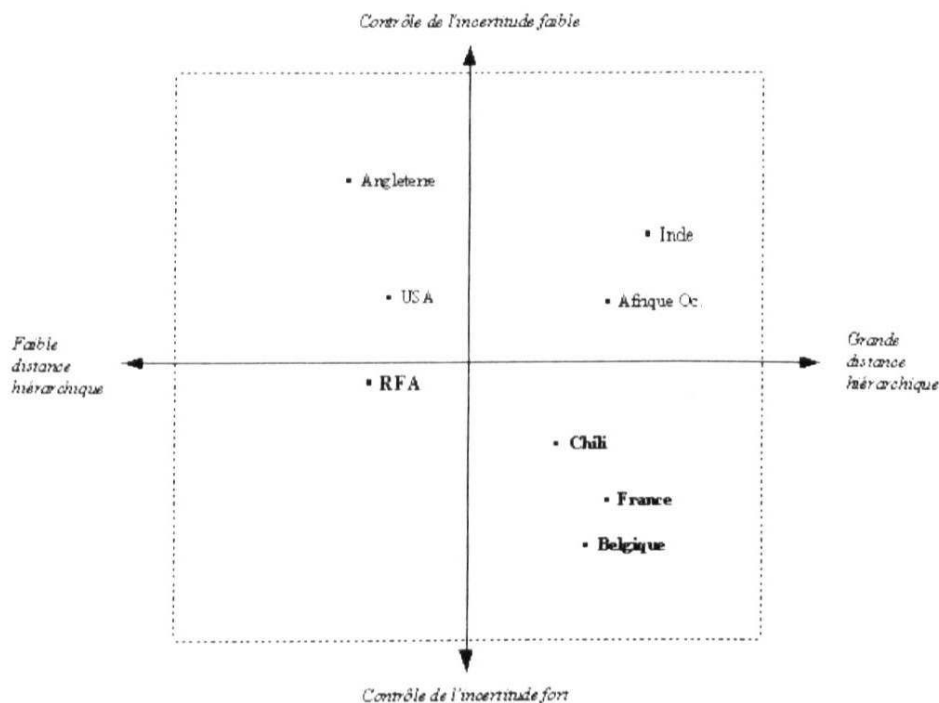 Contrôle de l'incertitude faible
Angleterre
Inde
USA
Afrique Oc.
Faible
distance
hiérarchique
Grande
distance
hiérarchique
RFA
Chili
France
Belgique
Contrôle de l'incertitude fort